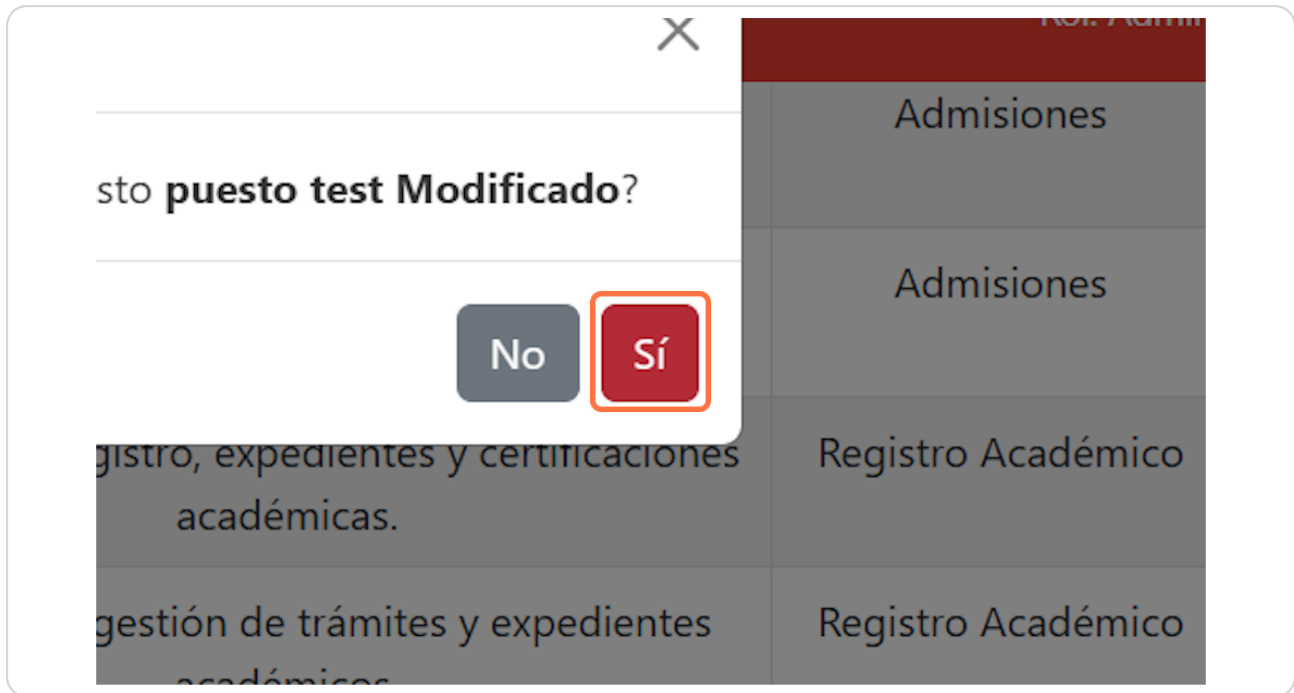 Admisiones
sto puesto test Modificado?
Admisiones
No
Sí
gistro, expedientes y certificaciones
académicas.
Registro Académico
gestión de trámites y expedientes
Registro Académico